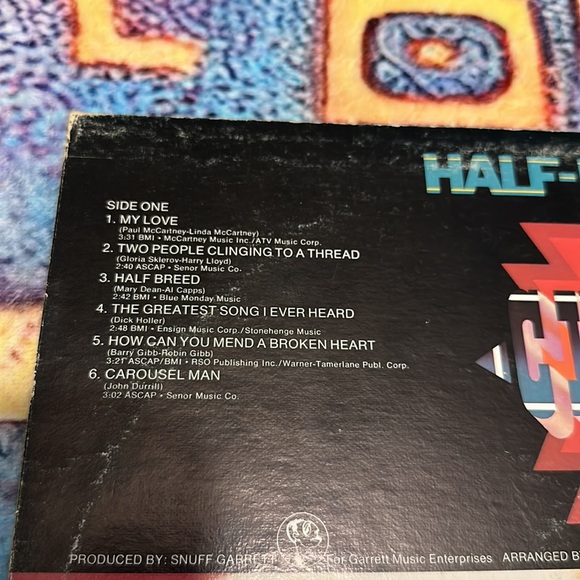 HALF-
SIDE ONE
1. MY LOVE
(Paul McCartney-Linda McCartney)
3:31 BMI • McCartney Music Inc./ATV Music Corp.
2. TWO PEOPLE CLINGING TO A THREAD
(Gloria Sklerov-Harry Lloyd)
2:40 ASCAP • Senor Music Co.
3. HALF BREED
(Mary Dean-Al Capps)
2:42 BMI • Blue Monday Music
4. THE GREATEST SONG I EVER HEARD
(Dick Holler)
2:48 BMI • Ensign Music Corp./Stonehenge Music
5. HOW CAN YOU MEND A BROKEN HEART
(Barry Gibb-Robin Gibb)
3:21 ASCAP/BMI • RSO Publishing Inc./Warner-Tamerlane Publ. Corp.
6. CAROUSEL MAN
(John Durrill)
3:02 ASCAP • Senor Music Co.
PRODUCED BY: SNUFF GARRETT For Garrett Music Enterprises ARRANGED B